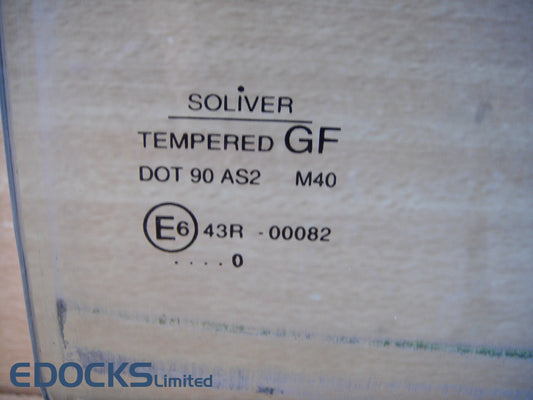 SOLIVER
TEMPERED GF
DOT 90 AS2 M40
E6 43R -00082
....0
EDOCKS Limited